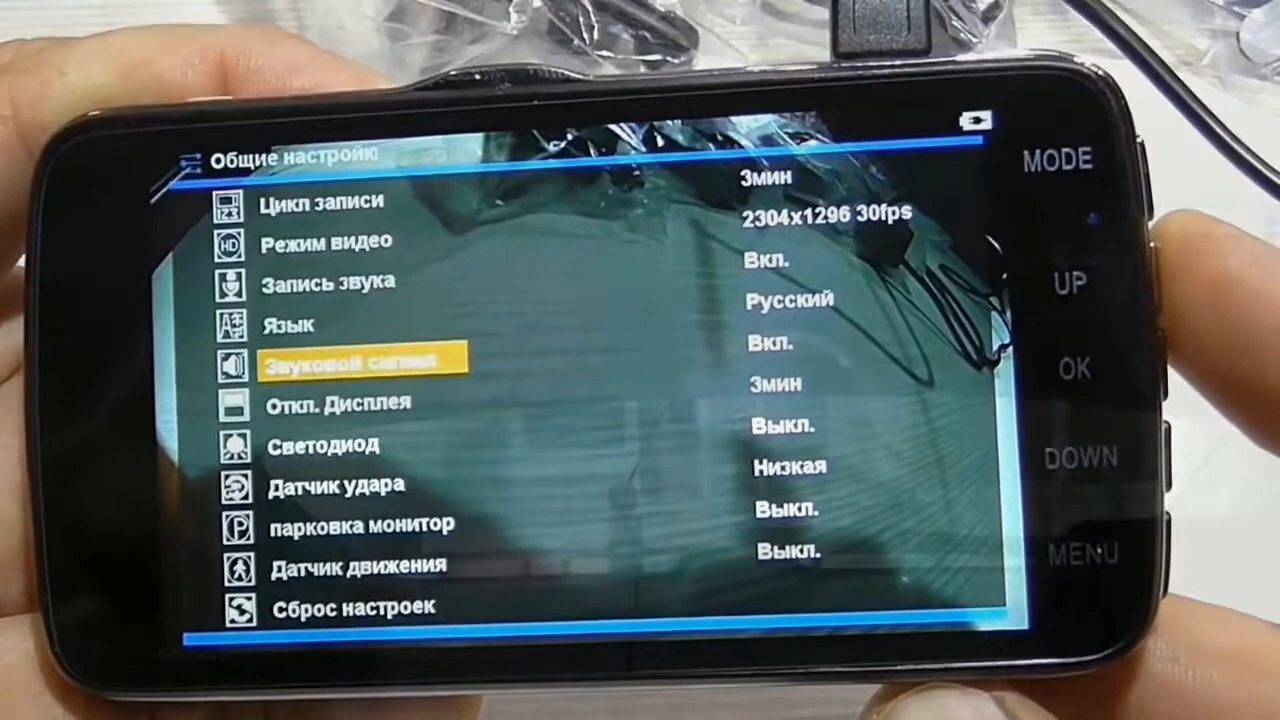 Общие настройки
Цикл записи 3мин
Режим видео 2304x1296 30fps
Запись звука Вкл.
Язык Русский
Звуковой сигнал Вкл.
Откл. Дисплея 3мин
Светодиод Выкл.
Датчик удара Низкая
парковка монитор Выкл.
Датчик движения Выкл.
Сброс настроек
MODE
UP
OK
DOWN
MENU